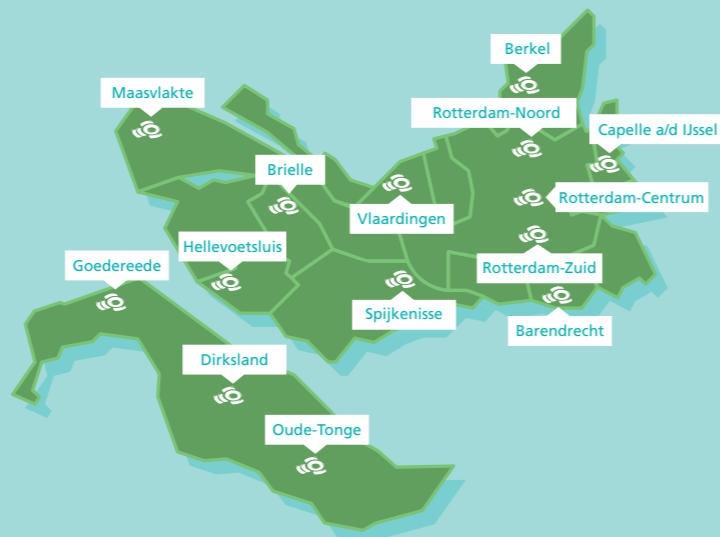 Berkel
Maasvlakte
Rotterdam-Noord
Capelle a/d IJssel
Brielle
Rotterdam-Centrum
Vlaardingen
Hellevoetsluis
Goedereede
Rotterdam-Zuid
Spijkenisse
Barendrecht
Dirksland
Oude-Tonge